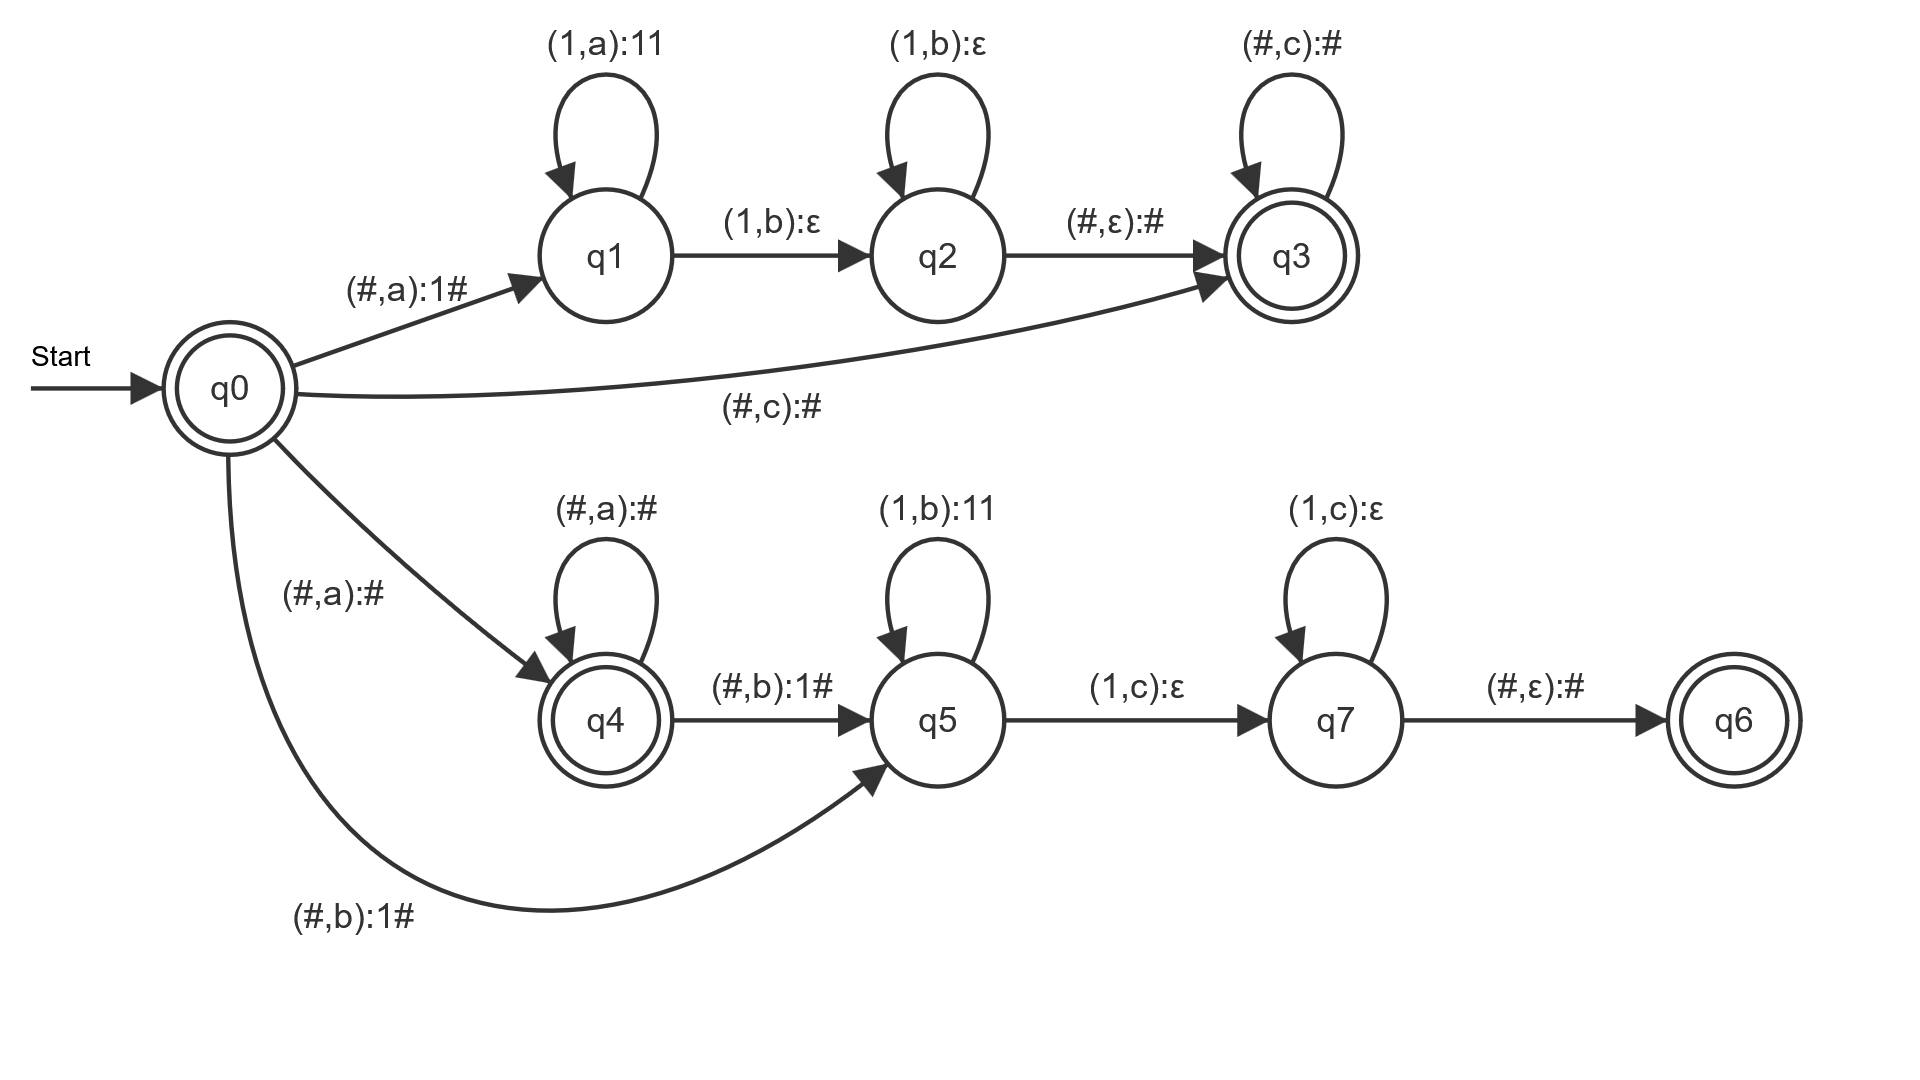 (1,a):11
(1,b):ε
(#,c):#
(1,b):ε
(#,ε):#
q1
q2
q3
(#,a):1#
Start
q0
(#,c):#
(#,a):#
(1,b):11
(1,c):ε
(#,a):#
(#,b):1#
(1,c):ε
(#,ε):#
q4
q5
q7
q6
(#,b):1#